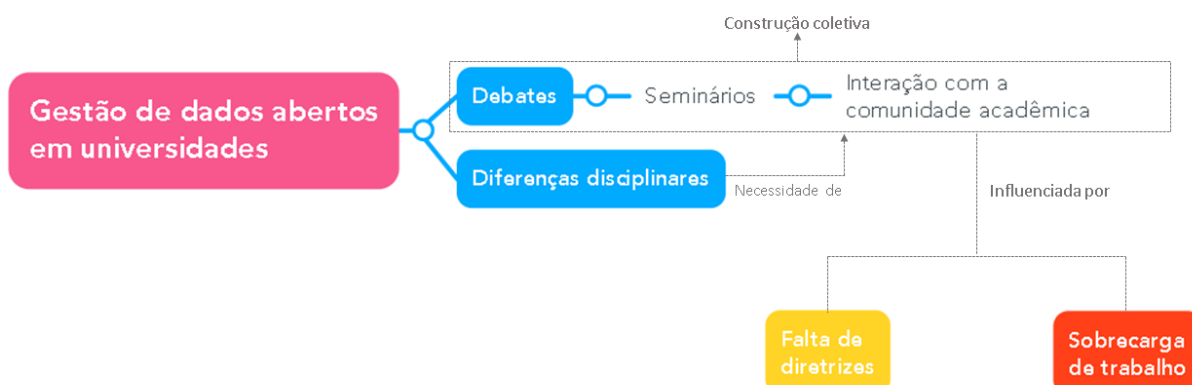 Construção coletiva
Gestão de dados abertos
em universidades
Debates
Seminários
Interação com a
comunidade acadêmica
Diferenças disciplinares
Necessidade de
Influenciada por
Falta de
diretrizes
Sobrecarga
de trabalho